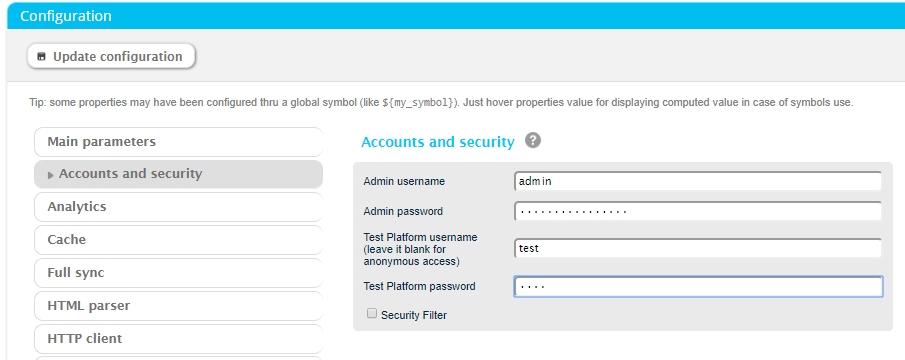 Configuration
Update configuration
Tip: some properties may have been configured thru a global symbol (like ${my_symbol}). Just hover properties value for displaying computed value in case of symbols use.
Main parameters
Accounts and security
Analytics
Cache
Full sync
HTML parser
HTTP client
Accounts and security ?
Admin username admin
Admin password ················
Test Platform username
(leave it blank for
anonymous access) test
Test Platform password ····
Security Filter